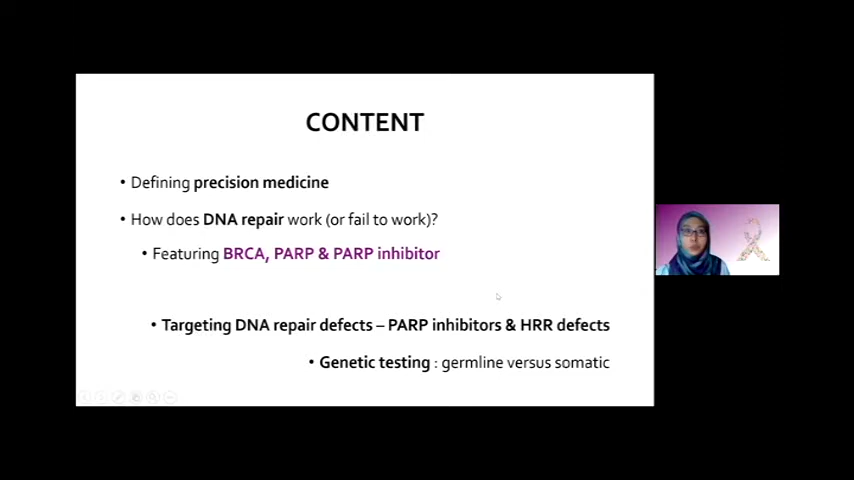 CONTENT
• Defining precision medicine
• How does DNA repair work (or fail to work)?
• Featuring BRCA, PARP & PARP inhibitor
• Targeting DNA repair defects – PARP inhibitors & HRR defects
• Genetic testing : germline versus somatic